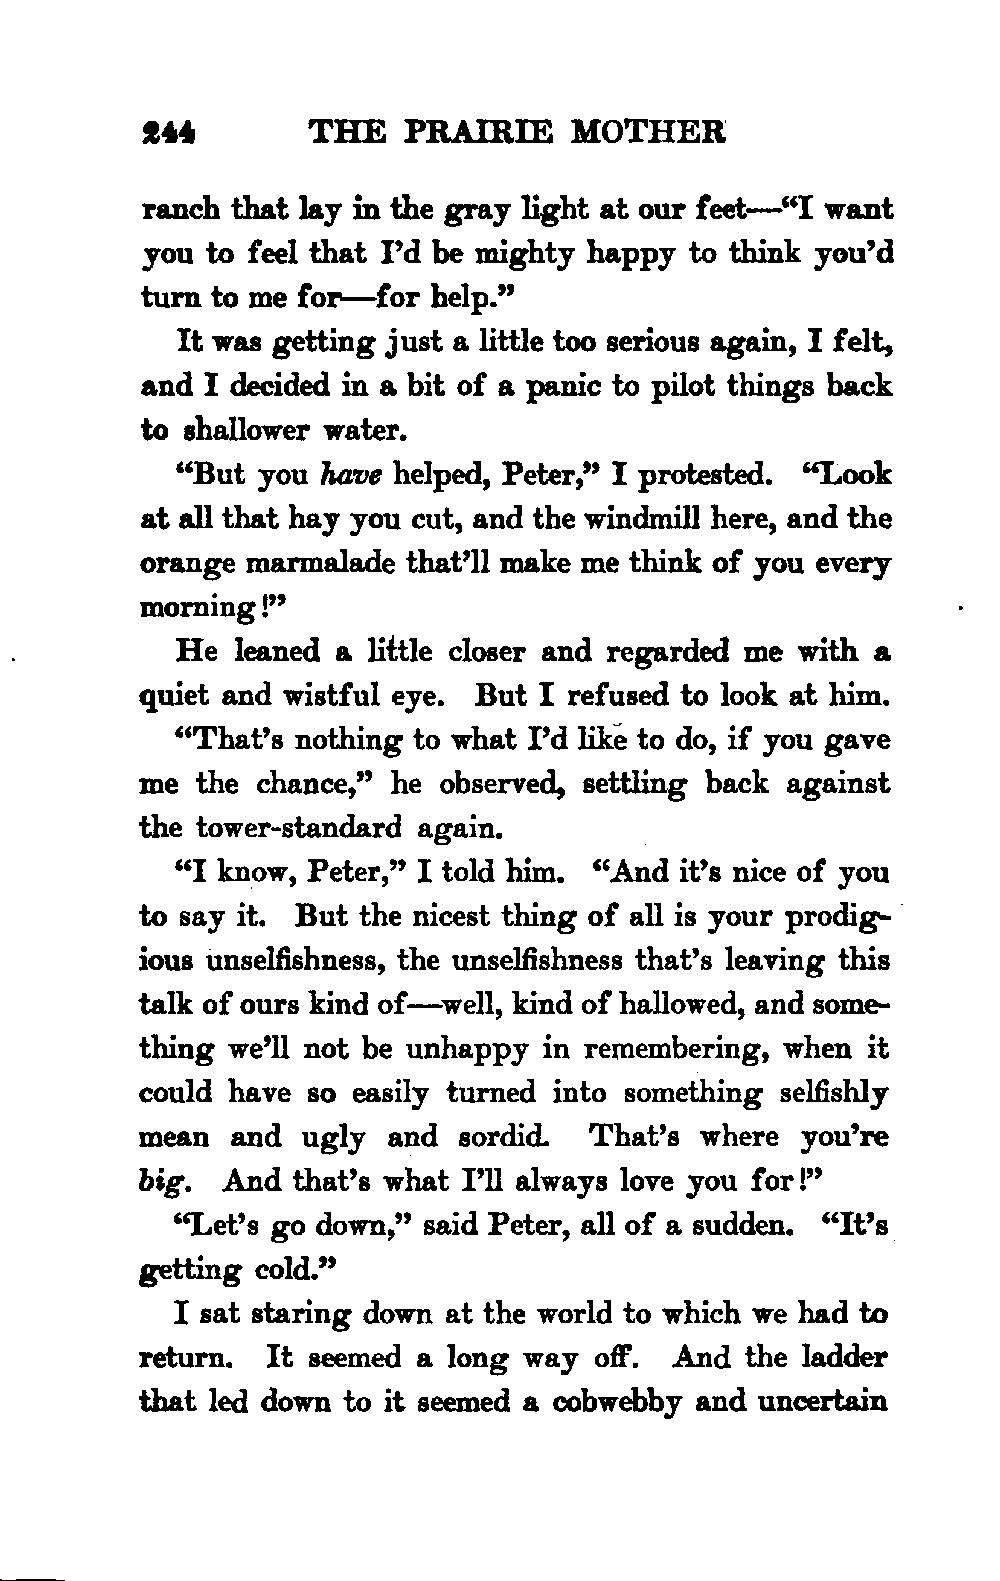 244 THE PRAIRIE MOTHER
ranch that lay in the gray light at our feet—“I want
you to feel that I’d be mighty happy to think you’d
turn to me for—for help.”
It was getting just a little too serious again, I felt,
and I decided in a bit of a panic to pilot things back
to shallower water.
“But you have helped, Peter,” I protested. “Look
at all that hay you cut, and the windmill here, and the
orange marmalade that’ll make me think of you every
morning!”
He leaned a little closer and regarded me with a
quiet and wistful eye. But I refused to look at him.
“That’s nothing to what I’d like to do, if you gave
me the chance,” he observed, settling back against
the tower-standard again.
“I know, Peter,” I told him. “And it’s nice of you
to say it. But the nicest thing of all is your prodig-
ious unselfishness, the unselfishness that’s leaving this
talk of ours kind of—well, kind of hallowed, and some-
thing we’ll not be unhappy in remembering, when it
could have so easily turned into something selfishly
mean and ugly and sordid. That’s where you’re
big. And that’s what I’ll always love you for!”
“Let’s go down,” said Peter, all of a sudden. “It’s
getting cold.”
I sat staring down at the world to which we had to
return. It seemed a long way off. And the ladder
that led down to it seemed a cobwebby and uncertain